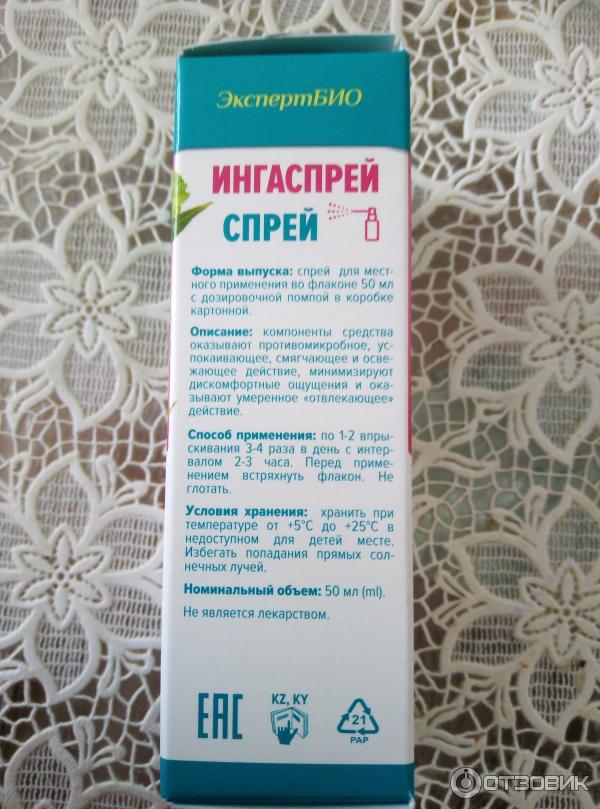 ЭкспертБИО
ИНГАСПРЕЙ
СПРЕЙ
Форма выпуска: спрей для мест-
ного применения во флаконе 50 мл
с дозировочной помпой в коробке
картонной.
Описание: компоненты средства
оказывают противомикробное, ус-
покаивающее, смягчающее и осве-
жающее действие, минимизируют
дискомфортные ощущения и ока-
зывают умеренное «отвлекающее»
действие.
Способ применения: по 1-2 впры-
скивания 3-4 раза в день с интер-
валом 2-3 часа. Перед приме-
нением встряхнуть флакон. Не
глотать.
Условия хранения: хранить при
температуре от +5°С до +25°С в
недоступном для детей месте.
Избегать попадания прямых сол-
нечных лучей.
Номинальный объем: 50 мл (ml).
Не является лекарством.
EAC
KZ, KY
21
PAP
ОТЗОВИК